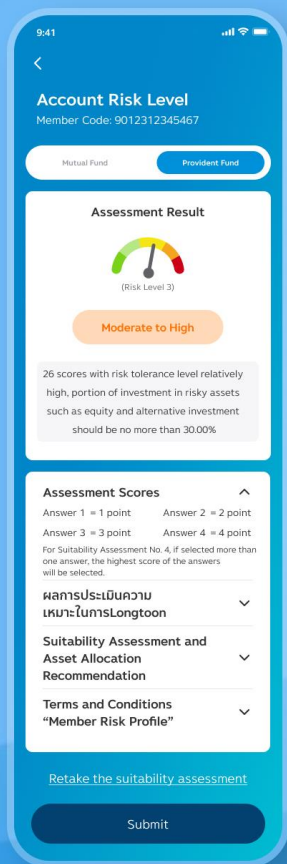 9:41
Account Risk Level
Member Code: 9012312345467
Mutual Fund
Provident Fund
Assessment Result
(Risk Level 3)
Moderate to High
26 scores with risk tolerance level relatively
high, portion of investment in risky assets
such as equity and alternative investment
should be no more than 30.00%
Assessment Scores
Answer 1 = 1 point Answer 2 = 2 point
Answer 3 = 3 point Answer 4 = 4 point
For Suitability Assessment No. 4, if selected more than
one answer, the highest score of the answers
will be selected.
ผลการประเมินความ
เหมาะในการLongtoon
Suitability Assessment and
Asset Allocation
Recommendation
Terms and Conditions
“Member Risk Profile”
Retake the suitability assessment
Submit